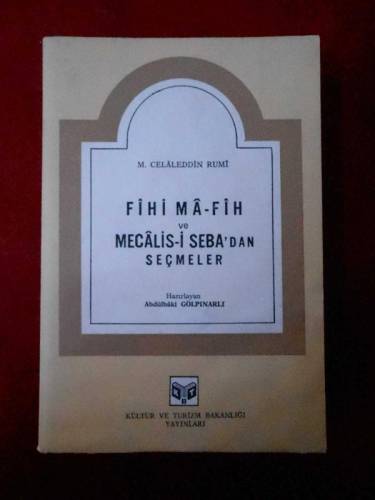 M. CELÂLEDDİN RUMÎ
FÎHİ MÂ-FÎH
ve
MECÂLİS-İ SEBA'DAN
SEÇMELER
Hazırlayan
Abdülbâki GÖLPINARLI
KÜLTÜR VE TURİZM BAKANLIĞI
YAYINLARI